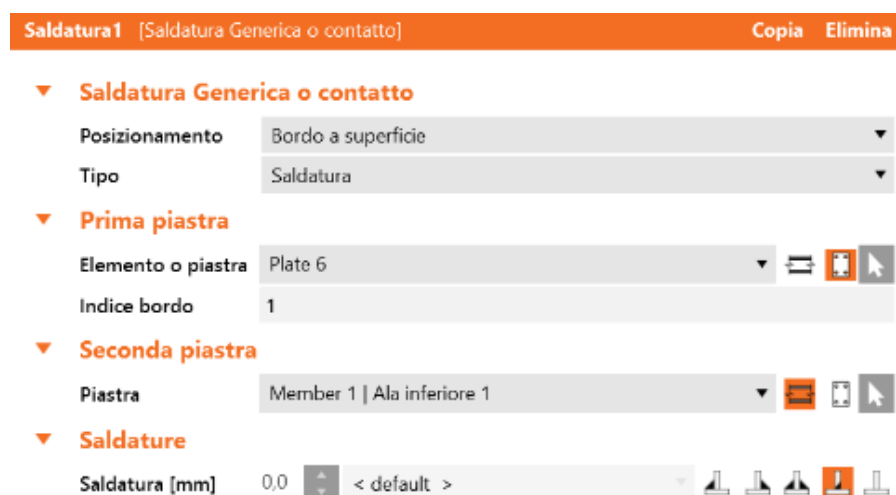 Saldatura1 [Saldatura Generica o contatto] Copia Elimina
Saldatura Generica o contatto
Posizionamento Bordo a superficie
Tipo Saldatura
Prima piastra
Elemento o piastra Plate 6
Indice bordo 1
Seconda piastra
Piastra Member 1 | Ala inferiore 1
Saldature
Saldatura [mm] 0,0 < default >